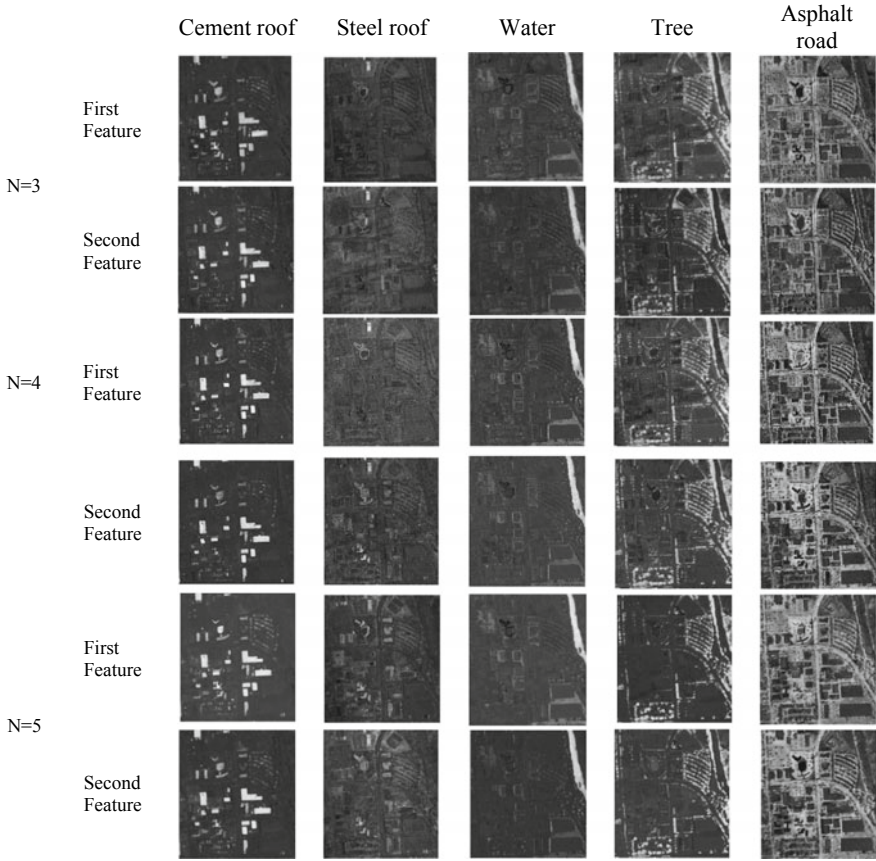 Cement roof Steel roof Water Tree Asphalt
road
First
Feature
N=3
Second
Feature
N=4
First
Feature
Second
Feature
First
Feature
N=5
Second
Feature